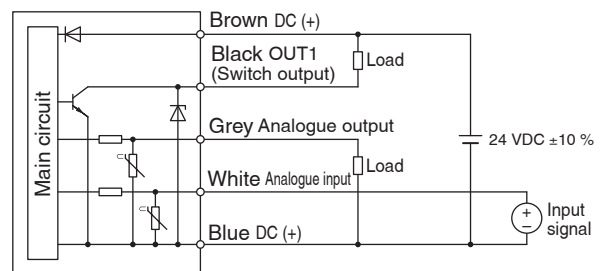 Brown DC (+)
Black OUT1
(Switch output)
Load
Main circuit
Grey Analogue output
24 VDC ±10 %
Load
White Analogue input
+
−
Input
signal
Blue DC (+)
U
U